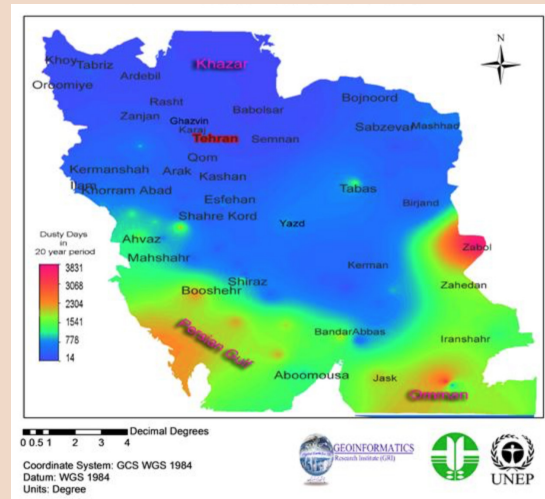 N
Khazar
Khoy
Tabriz
Ardebil
Oroomiye
Rasht
Zanjan
Ghazvin
Karaj
Tehran
Babolsar
Semnan
Bojnoord
Sabzevar
Mashhad
Qom
Kermanshah
Arak
Kashan
Ilam
Khorram Abad
Esfehan
Tabas
Birjand
Shahre Kord
Yazd
Ahvaz
Mahshahr
Zabol
Kerman
Shiraz
Booshehr
Zahedan
Persian Gulf
BandarAbbas
Iranshahr
Aboomousa
Jask
Omman
Dusty Days
in
20 year period
3831
3068
2304
1541
778
14
0 0.5 1 2 3 4 Decimal Degrees
Coordinate System: GCS WGS 1984
Datum: WGS 1984
Units: Degree
GEOINFORMATICS
Research Institute (GRI)
UNEP